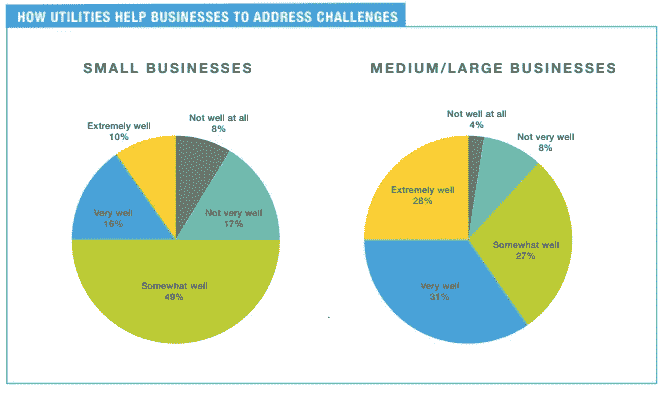 HOW UTILITIES HELP BUSINESSES TO ADDRESS CHALLENGES
SMALL BUSINESSES
Extremely well
10%
Not well at all
8%
Very well
16%
Not very well
17%
Somewhat well
49%
MEDIUM/LARGE BUSINESSES
Not well at all
4%
Not very well
8%
Extremely well
28%
Somewhat well
27%
Very well
31%